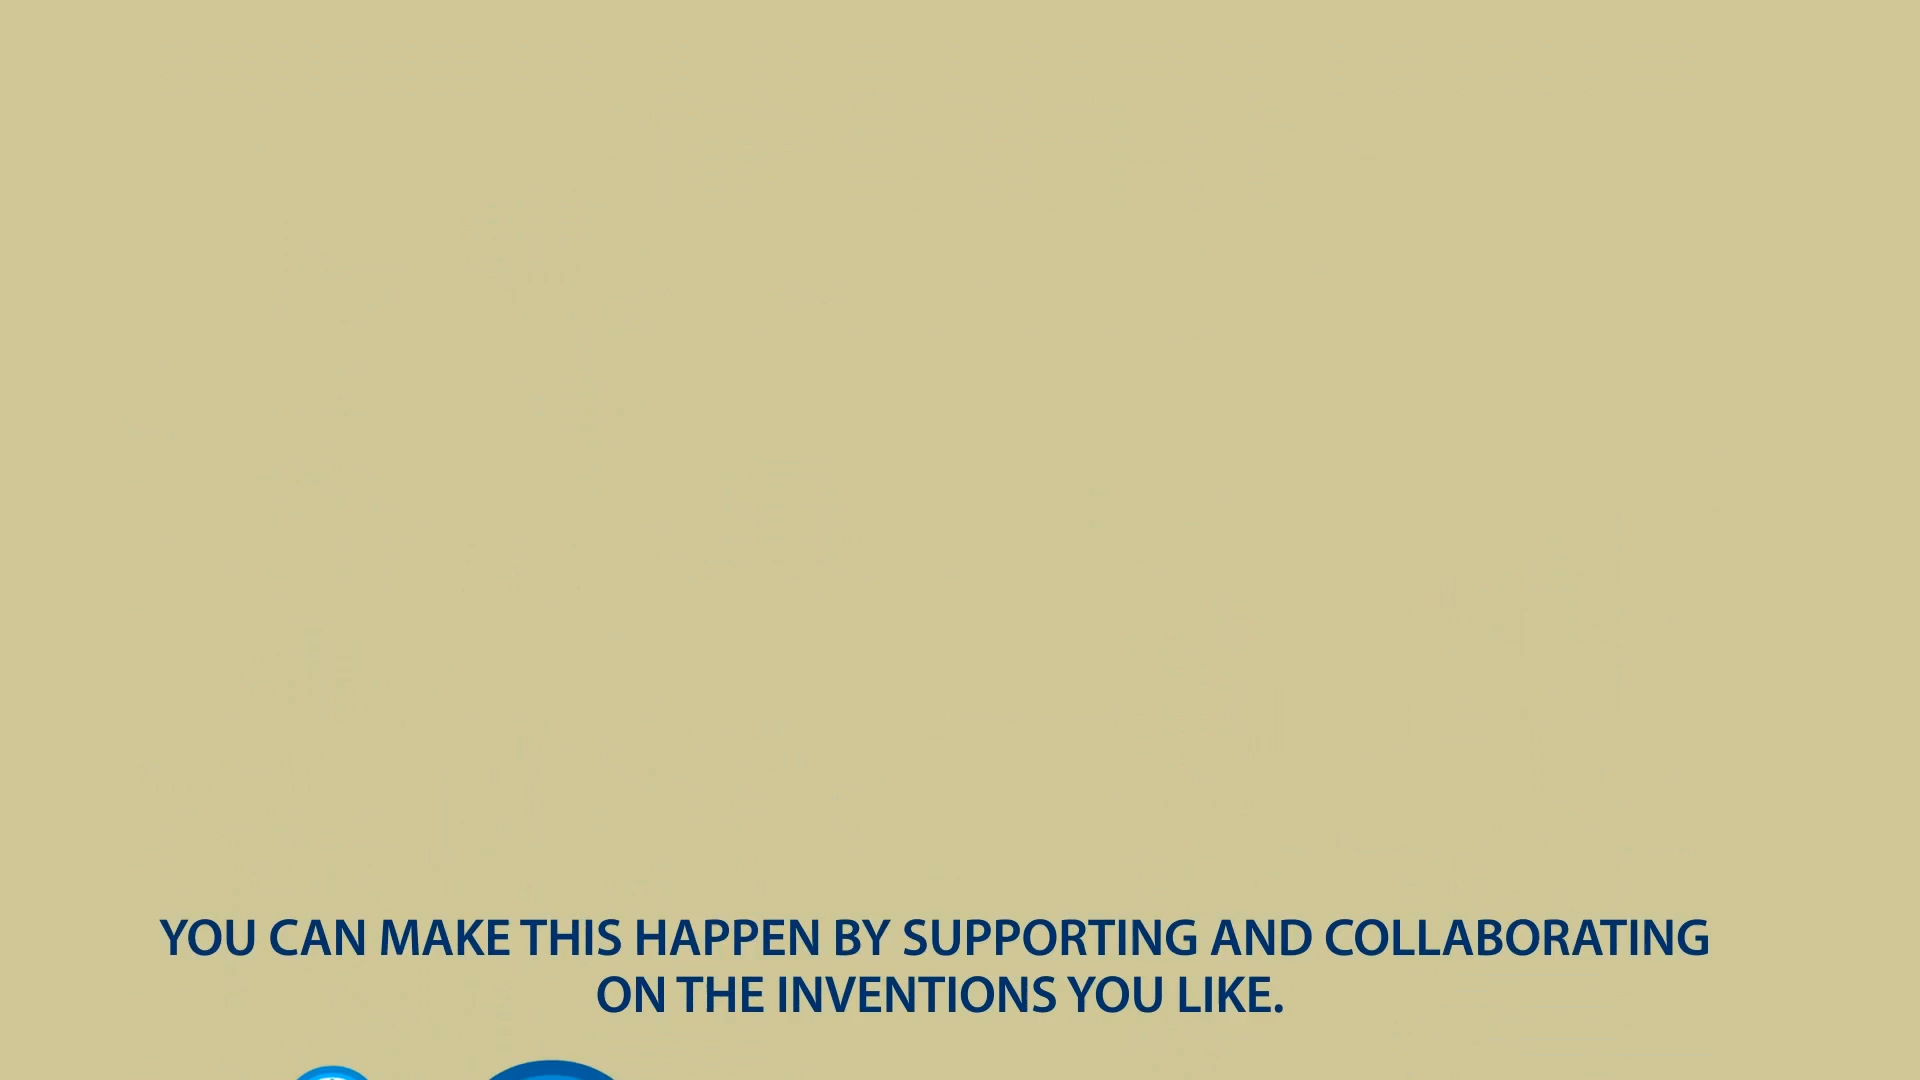 YOU CAN MAKE THIS HAPPEN BY SUPPORTING AND COLLABORATING
ON THE INVENTIONS YOU LIKE.